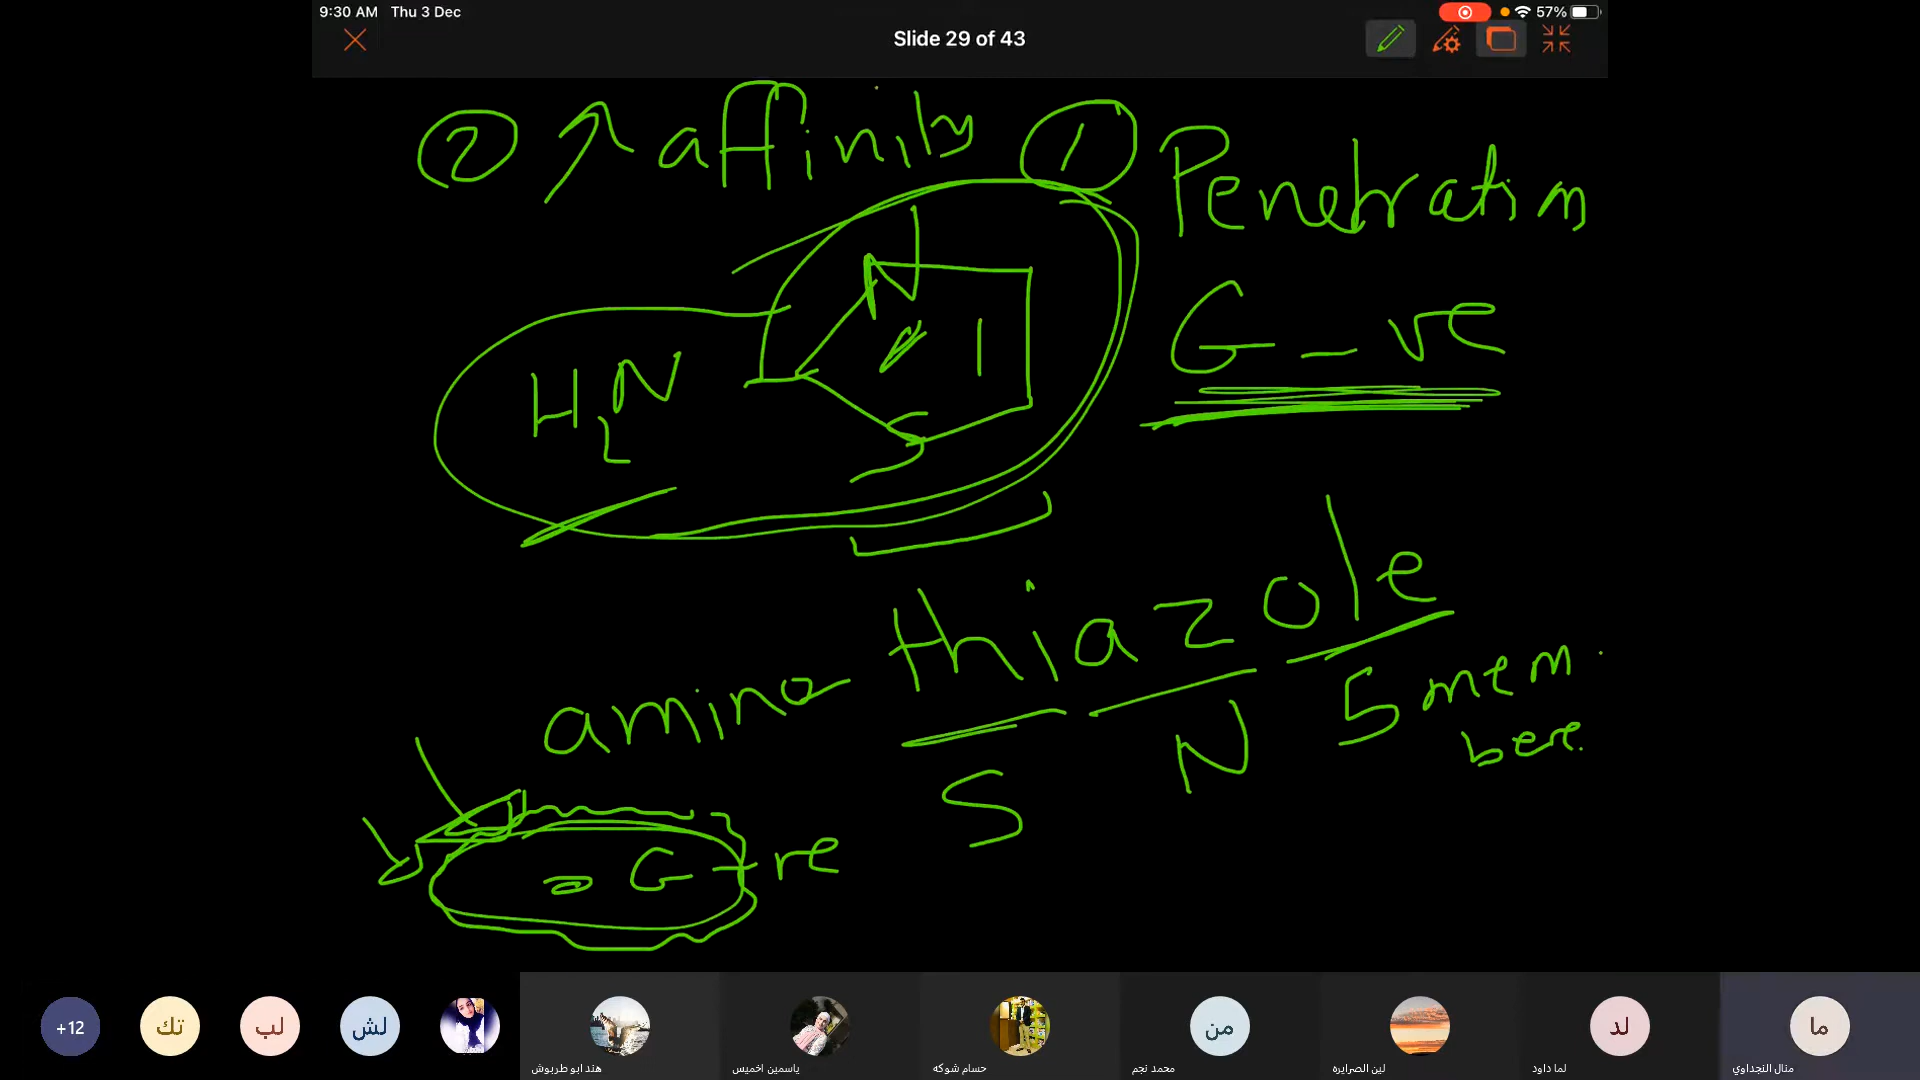 9:30 AM Thu 3 Dec
57%
Slide 29 of 43
② ↑ affinity ① Penetration
G -ve
N
H2N
S
amino thiazole
S N 5 mem
bere.
G -ve
+12
تك
لب
لش
من
لد
ما
هند ابو طربوش
ياسمين اخميس
حسام شوكه
محمد نجم
لين الصرايره
لما داود
منال النجداوي